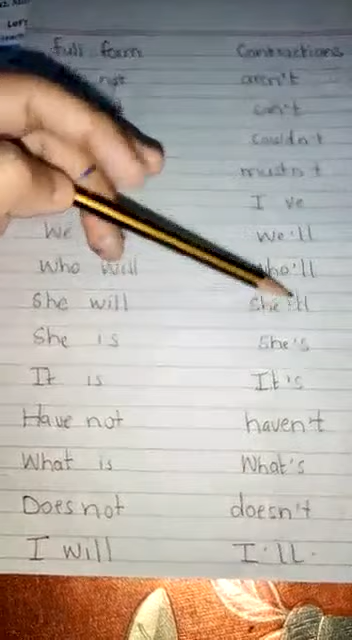 full form Contractions
not aren't
can't
couldn't
mustn't
I've
We We'll
Who will Who'll
She will She'll
She is She's
It is It's
Have not haven't
What is What's
Does not doesn't
I will I'll.